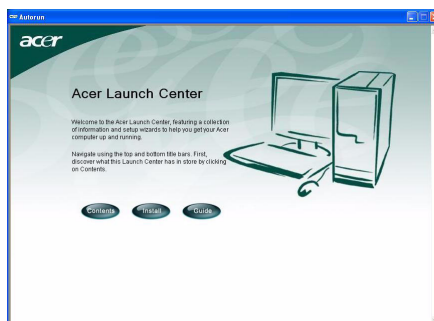 Autorun
acer
Acer Launch Center
Welcome to the Acer Launch Center, featuring a collection
of information and setup wizards to help you get your Acer
computer up and running.
Navigate using the top and bottom title bars. First,
discover what this Launch Center has in store by clicking
on Contents.
Contents
Install
Guide